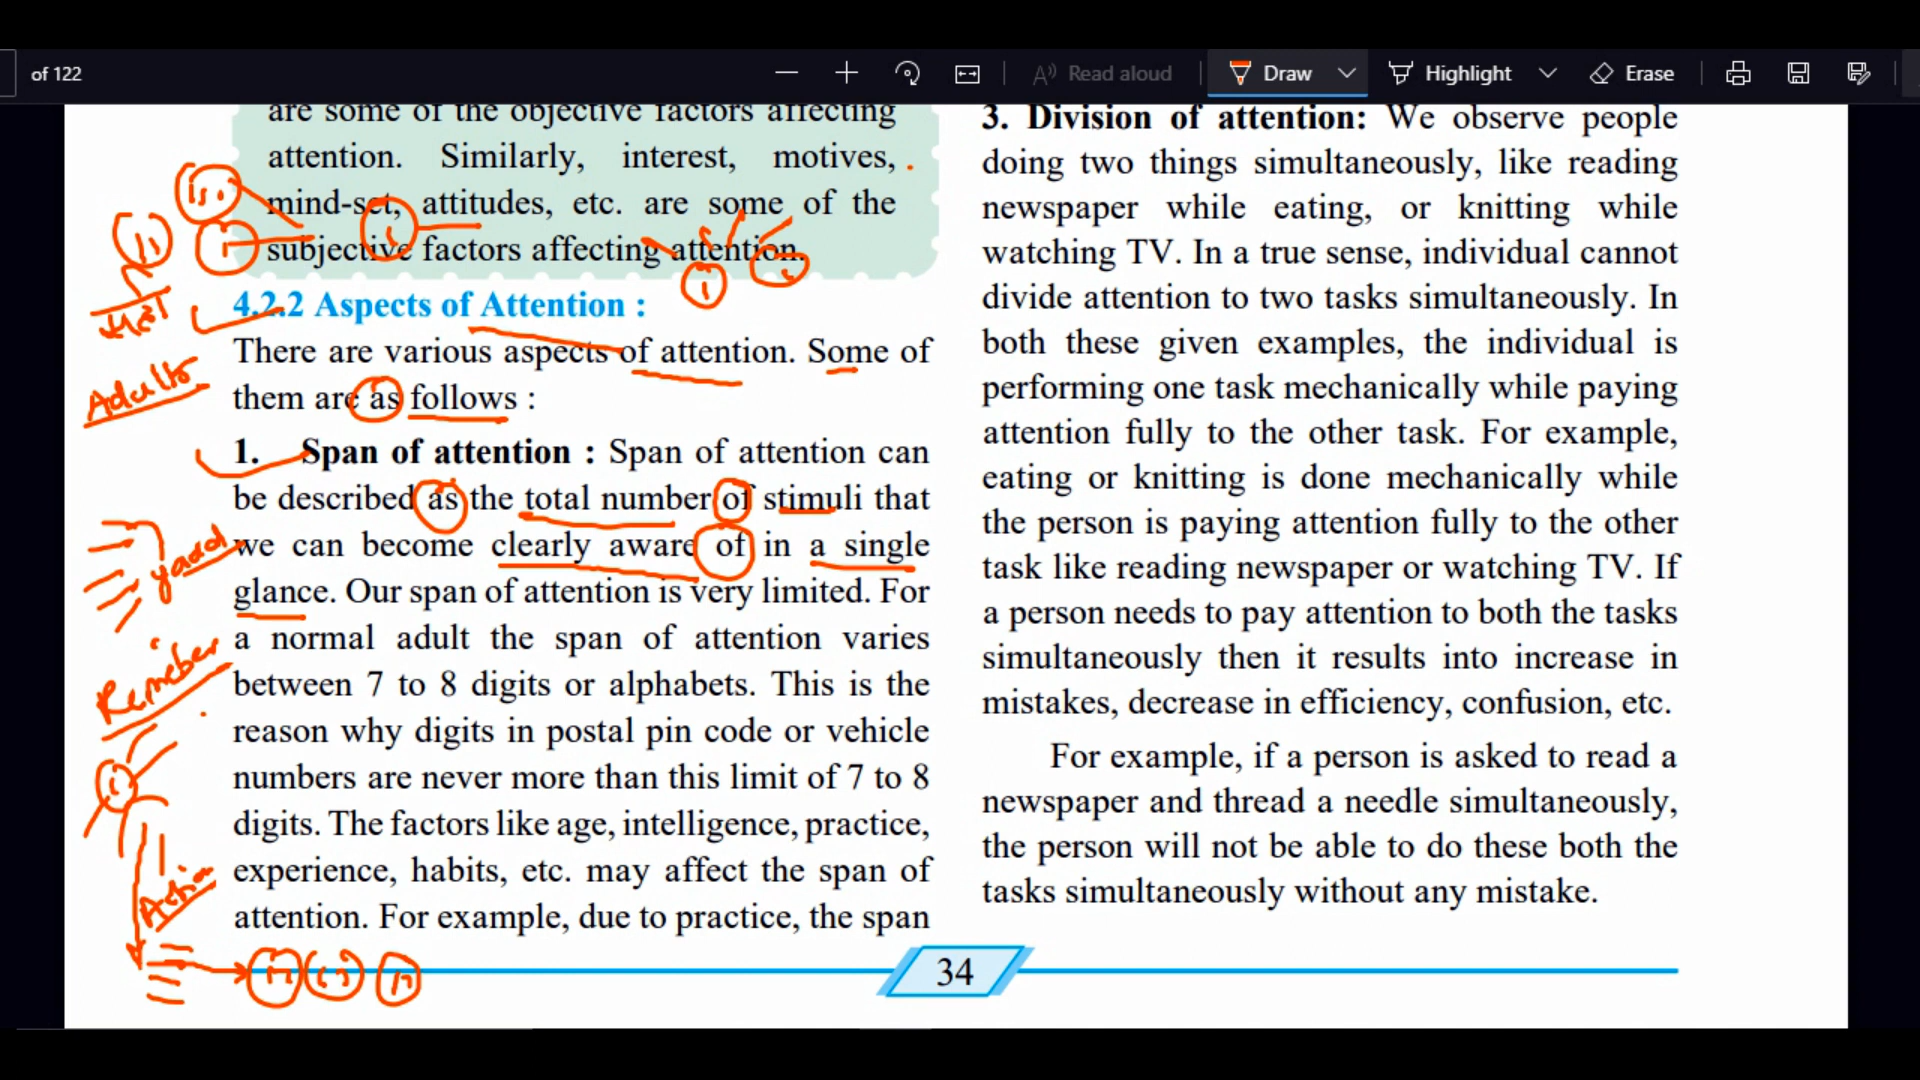 of 122
Read aloud
Draw
Highlight
Erase
are some of the objective factors affecting
attention. Similarly, interest, motives,
mind-set, attitudes, etc. are some of the
subjective factors affecting attention.
4.2.2 Aspects of Attention :
There are various aspects of attention. Some of
them are as follows :
1. Span of attention : Span of attention can
be described as the total number of stimuli that
we can become clearly aware of in a single
glance. Our span of attention is very limited. For
a normal adult the span of attention varies
between 7 to 8 digits or alphabets. This is the
reason why digits in postal pin code or vehicle
numbers are never more than this limit of 7 to 8
digits. The factors like age, intelligence, practice,
experience, habits, etc. may affect the span of
attention. For example, due to practice, the span
Adults
yaad
Remeber
Action
3. Division of attention: We observe people
doing two things simultaneously, like reading
newspaper while eating, or knitting while
watching TV. In a true sense, individual cannot
divide attention to two tasks simultaneously. In
both these given examples, the individual is
performing one task mechanically while paying
attention fully to the other task. For example,
eating or knitting is done mechanically while
the person is paying attention fully to the other
task like reading newspaper or watching TV. If
a person needs to pay attention to both the tasks
simultaneously then it results into increase in
mistakes, decrease in efficiency, confusion, etc.
For example, if a person is asked to read a
newspaper and thread a needle simultaneously,
the person will not be able to do these both the
tasks simultaneously without any mistake.
34